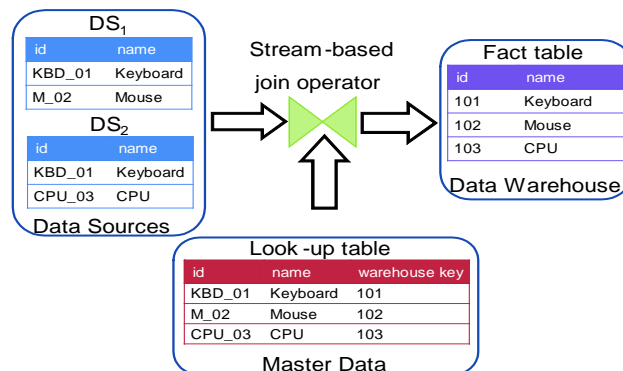 DS1
id name
KBD_01 Keyboard
M_02 Mouse
DS2
id name
KBD_01 Keyboard
CPU_03 CPU
Data Sources
Stream-based
join operator
Fact table
id name
101 Keyboard
102 Mouse
103 CPU
Data Warehouse
Look-up table
id name warehouse key
KBD_01 Keyboard 101
M_02 Mouse 102
CPU_03 CPU 103
Master Data